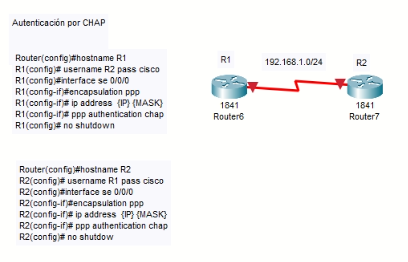 Autenticación por CHAP
Router(config)#hostname R1
R1(config)# username R2 pass cisco
R1(config)#interface se 0/0/0
R1(config-if)#encapsulation ppp
R1(config-if)# ip address {IP} {MASK}
R1(config-if)# ppp authentication chap
R1(config)# no shutdown
Router(config)#hostname R2
R2(config)# username R1 pass cisco
R2(config)#interface se 0/0/0
R2(config-if)#encapsulation ppp
R2(config-if)# ip address {IP} {MASK}
R2(config-if)# ppp authentication chap
R2(config)# no shutdow
R1
192.168.1.0/24
R2
1841
Router6
1841
Router7